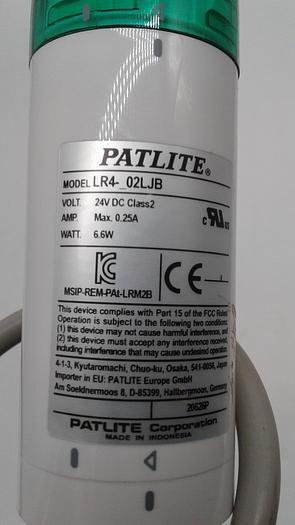 PATLITE®
MODEL LR4-_02LJB
VOLT. 24V DC Class2
AMP. Max. 0.25A
WATT. 6.6W
c RU us
MSIP-REM-PAt-LRM2B
CE
This device complies with Part 15 of the FCC Rules
Operation is subject to the following two conditions:
(1) this device may not cause harmful interference, and
(2) this device must accept any interference received,
including interference that may cause undesired operation.
4-1-3, Kyutaromachi, Chuo-ku, Osaka, 541-0056, Japan
Importer in EU: PATLITE Europe GmbH
Am Soeldnermoos 8, D-85399, Hallbergmoos, Germany
20626P
PATLITE Corporation
MADE IN INDONESIA